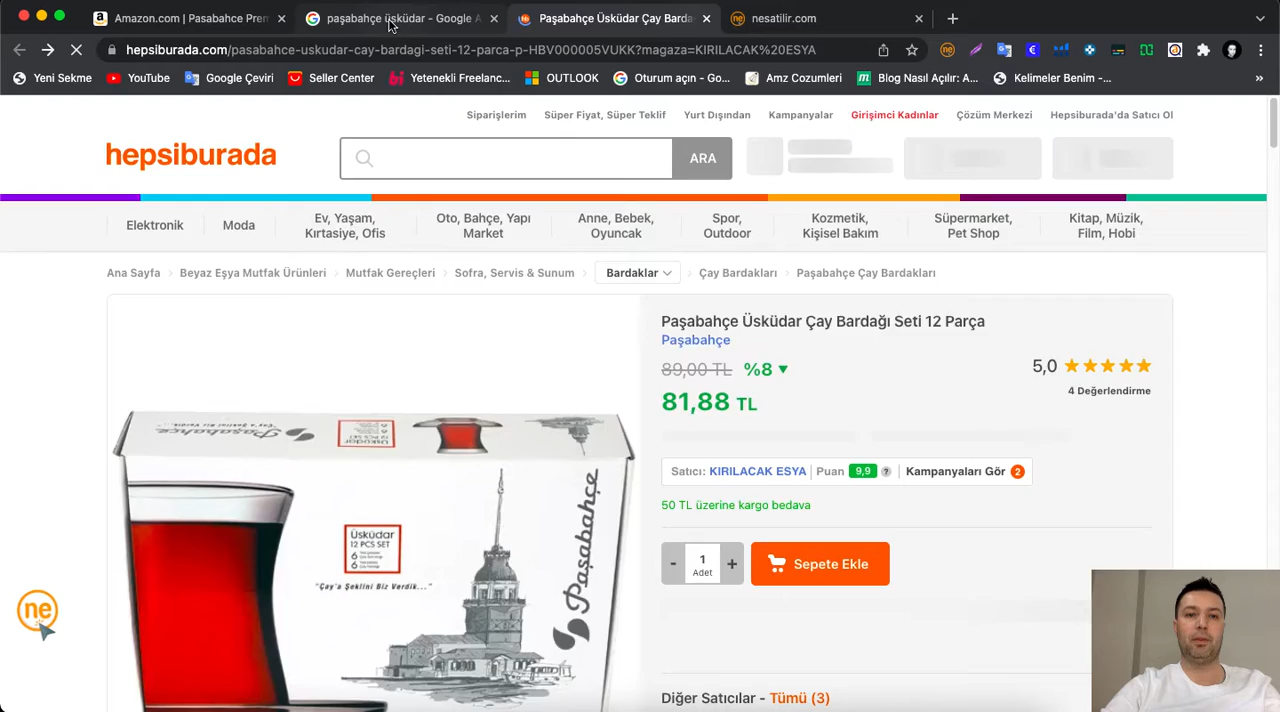 Amazon.com | Pasabahce Prem
paşabahçe üsküdar - Google A
Paşabahçe Üsküdar Çay Barda
nesatilir.com
hepsiburada.com/pasabahce-uskudar-cay-bardagi-seti-12-parca-p-HBV000005VUKK?magaza=KIRILACAK%20ESYA
Yeni Sekme
YouTube
Google Çeviri
Seller Center
Yetenekli Freelanc...
OUTLOOK
Oturum açın - Go...
Amz Cozumleri
Blog Nasıl Açılır: A...
Kelimeler Benim -...
»
Siparişlerim
Süper Fiyat, Süper Teklif
Yurt Dışından
Kampanyalar
Girişimci Kadınlar
Çözüm Merkezi
Hepsiburada'da Satıcı Ol
hepsiburada
ARA
Elektronik
Moda
Ev, Yaşam,
Kırtasiye, Ofis
Oto, Bahçe, Yapı
Market
Anne, Bebek,
Oyuncak
Spor,
Outdoor
Kozmetik,
Kişisel Bakım
Süpermarket,
Pet Shop
Kitap, Müzik,
Film, Hobi
Ana Sayfa
Beyaz Eşya Mutfak Ürünleri
Mutfak Gereçleri
Sofra, Servis & Sunum
Bardaklar
Çay Bardakları
Paşabahçe Çay Bardakları
Paşabahçe Üsküdar Çay Bardağı Seti 12 Parça
Paşabahçe
89,00 TL %8
81,88 TL
5,0
4 Değerlendirme
Satıcı: KIRILACAK ESYA | Puan 9,9 ? | Kampanyaları Gör 2
50 TL üzerine kargo bedava
- 1 +
Adet
Sepete Ekle
Diğer Satıcılar - Tümü (3)
Paşabahçe
Üsküdar
12 PCS SET
6
6
"Çay'a Şeklini Biz Verdik..."
Paşabahçe
ne